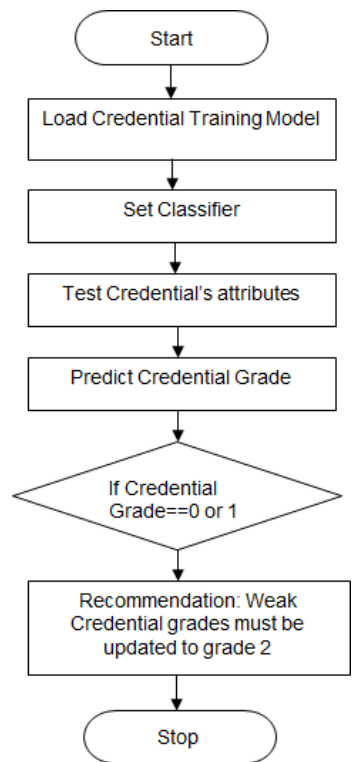 Start
Load Credential Training Model
Set Classifier
Test Credential's attributes
Predict Credential Grade
If Credential
Grade==0 or 1
Recommendation: Weak
Credential grades must be
updated to grade 2
Stop